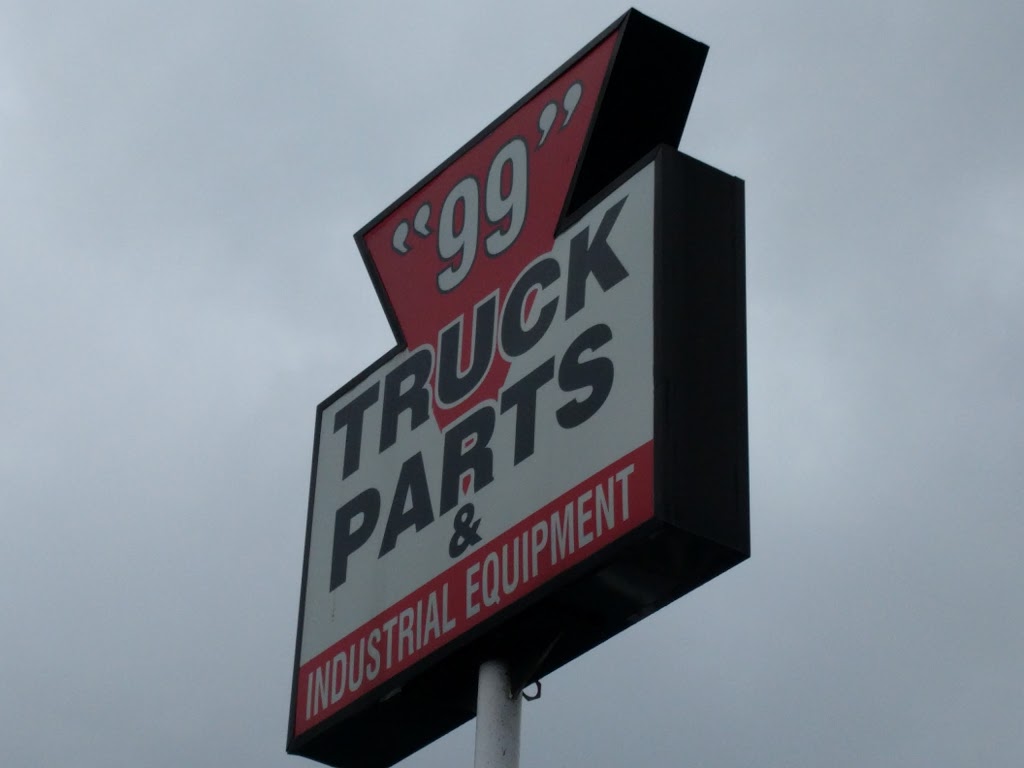 “99”
TRUCK
PARTS
&
INDUSTRIAL EQUIPMENT